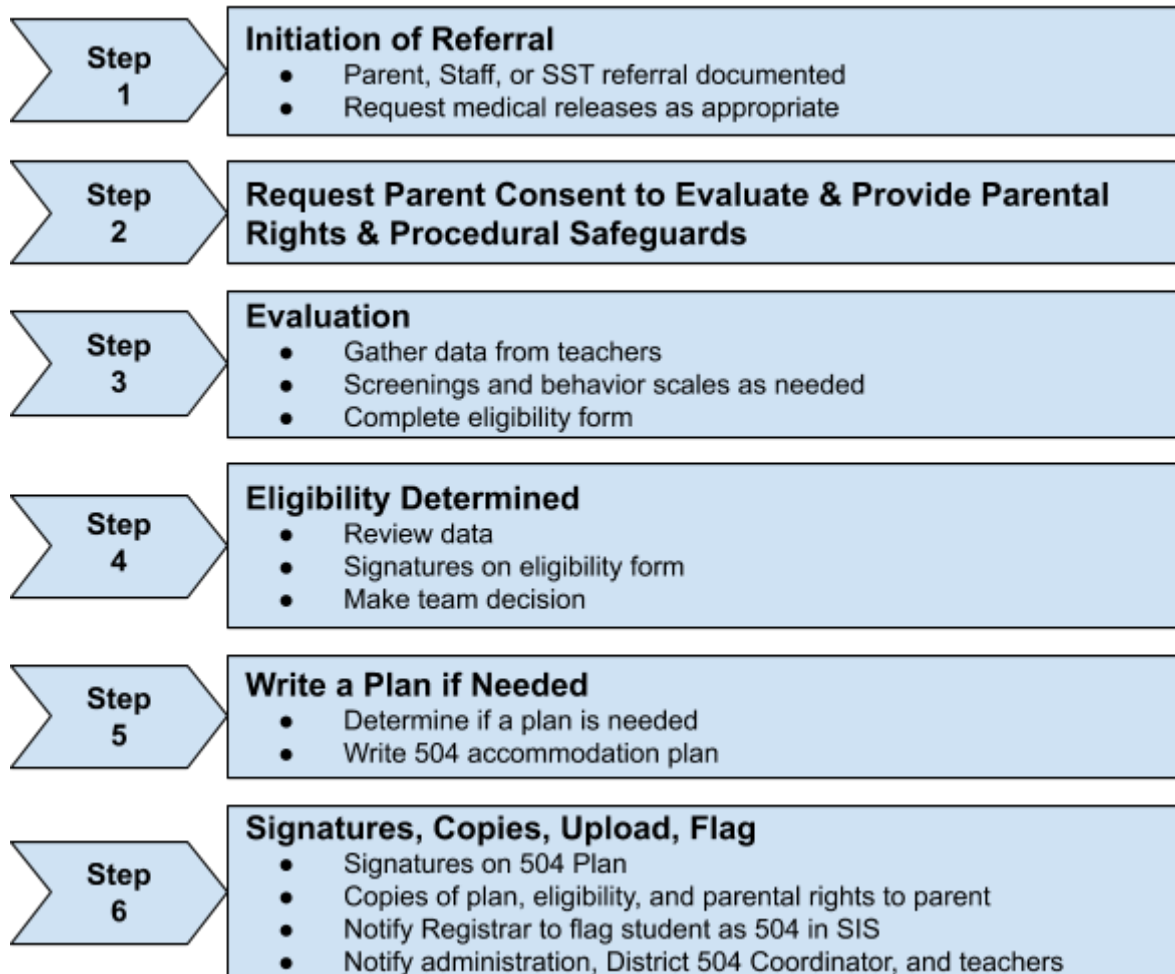 Step
1
Initiation of Referral
● Parent, Staff, or SST referral documented
● Request medical releases as appropriate
Step
2
Request Parent Consent to Evaluate & Provide Parental
Rights & Procedural Safeguards
Step
3
Evaluation
● Gather data from teachers
● Screenings and behavior scales as needed
● Complete eligibility form
Step
4
Eligibility Determined
● Review data
● Signatures on eligibility form
● Make team decision
Step
5
Write a Plan if Needed
● Determine if a plan is needed
● Write 504 accommodation plan
Step
6
Signatures, Copies, Upload, Flag
● Signatures on 504 Plan
● Copies of plan, eligibility, and parental rights to parent
● Notify Registrar to flag student as 504 in SIS
● Notify administration, District 504 Coordinator, and teachers